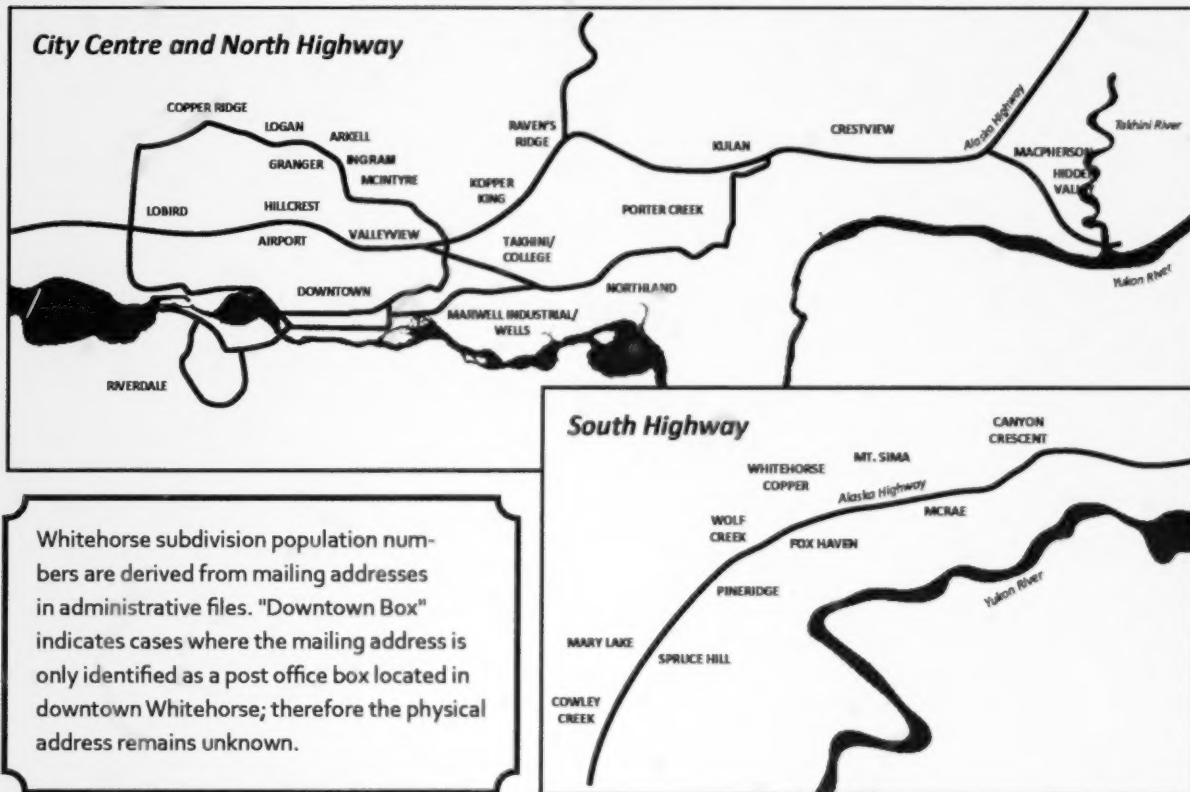 City Centre and North Highway
COPPER RIDGE
LOGAN
ARKELL
GRANGER
INGRAM
MCINTYRE
RAVEN'S
RIDGE
KULAN
CRESTVIEW
Alaska Highway
Takhini River
MACPHERSON
HIDDEN
VALLEY
KOPPER
KING
PORTER CREEK
LOBIRD
HILLCREST
AIRPORT
VALLEYVIEW
TAKHINI/
COLLEGE
DOWNTOWN
NORTHLAND
MARWELL INDUSTRIAL/
WELLS
Yukon River
RIVERDALE
South Highway
CANYON
CRESCENT
MT. SIMA
WHITEHORSE
COPPER
Alaska Highway
MCRAE
WOLF
CREEK
FOX HAVEN
PINERIDGE
Yukon River
MARY LAKE
SPRUCE HILL
COWLEY
CREEK
Whitehorse subdivision population num-
bers are derived from mailing addresses
in administrative files. "Downtown Box"
indicates cases where the mailing address is
only identified as a post office box located in
downtown Whitehorse; therefore the physical
address remains unknown.